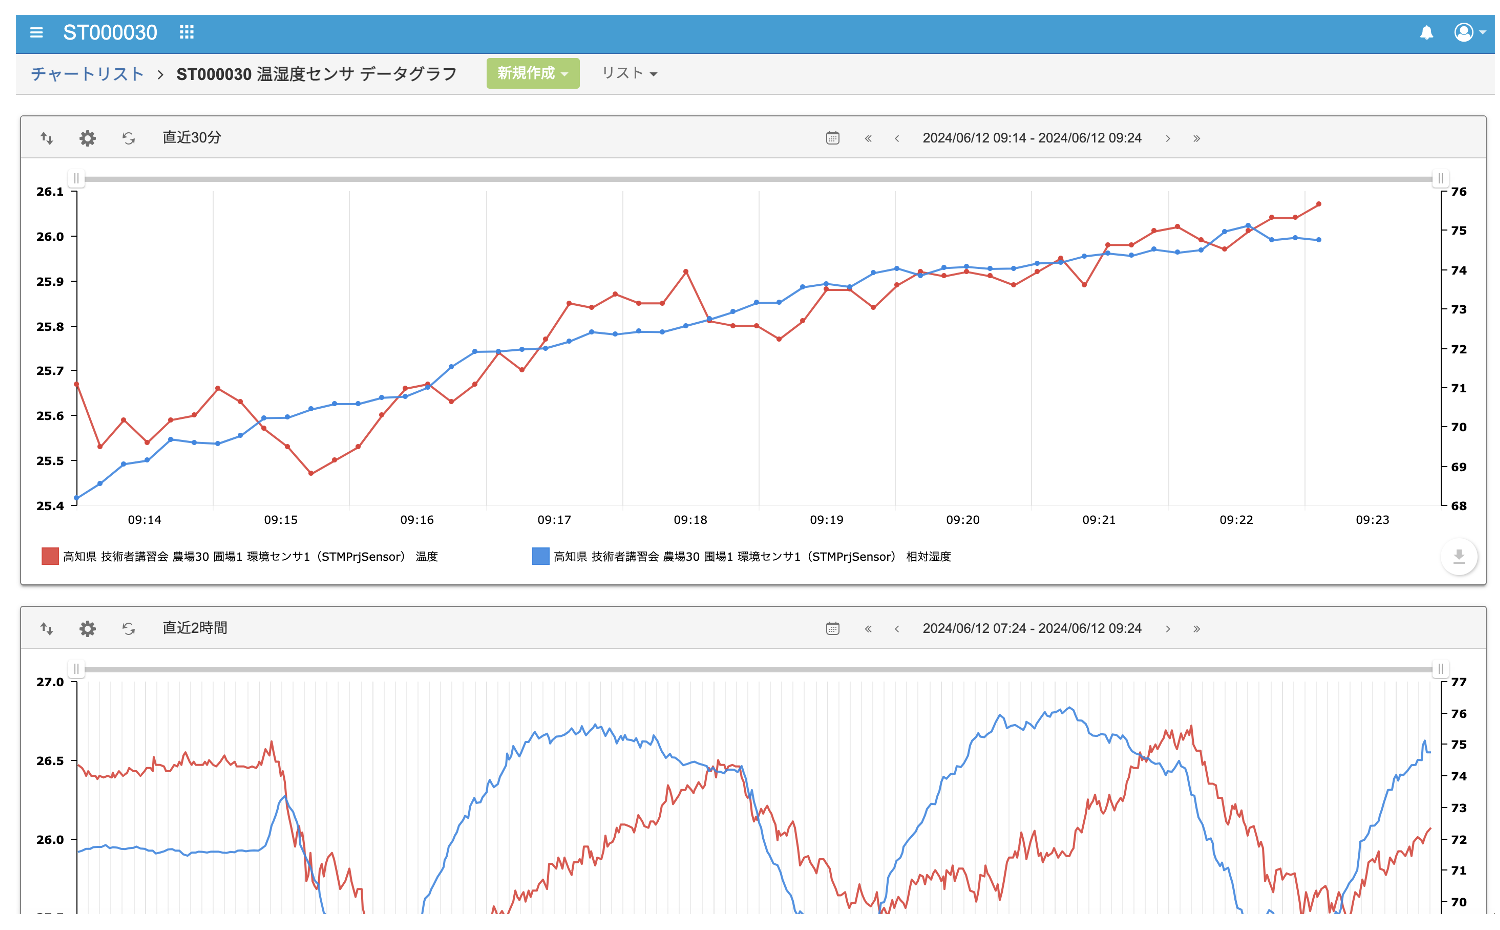 ST000030
チャートリスト > ST000030 温湿度センサ データグラフ 新規作成 リスト
直近30分 « ‹ 2024/06/12 09:14 - 2024/06/12 09:24 › »
26.1 76
26.0 75
25.9 74
25.8 73
25.7 72
25.6 71
70
25.5 69
25.4 68
09:14 09:15 09:16 09:17 09:18 09:19 09:20 09:21 09:22 09:23
高知県 技術者講習会 農場30 圃場1 環境センサ1（STMPrjSensor） 温度 高知県 技術者講習会 農場30 圃場1 環境センサ1（STMPrjSensor） 相対湿度
直近2時間 « ‹ 2024/06/12 07:24 - 2024/06/12 09:24 › »
27.0 77
76
26.5 75
74
73
26.0 72
71
70